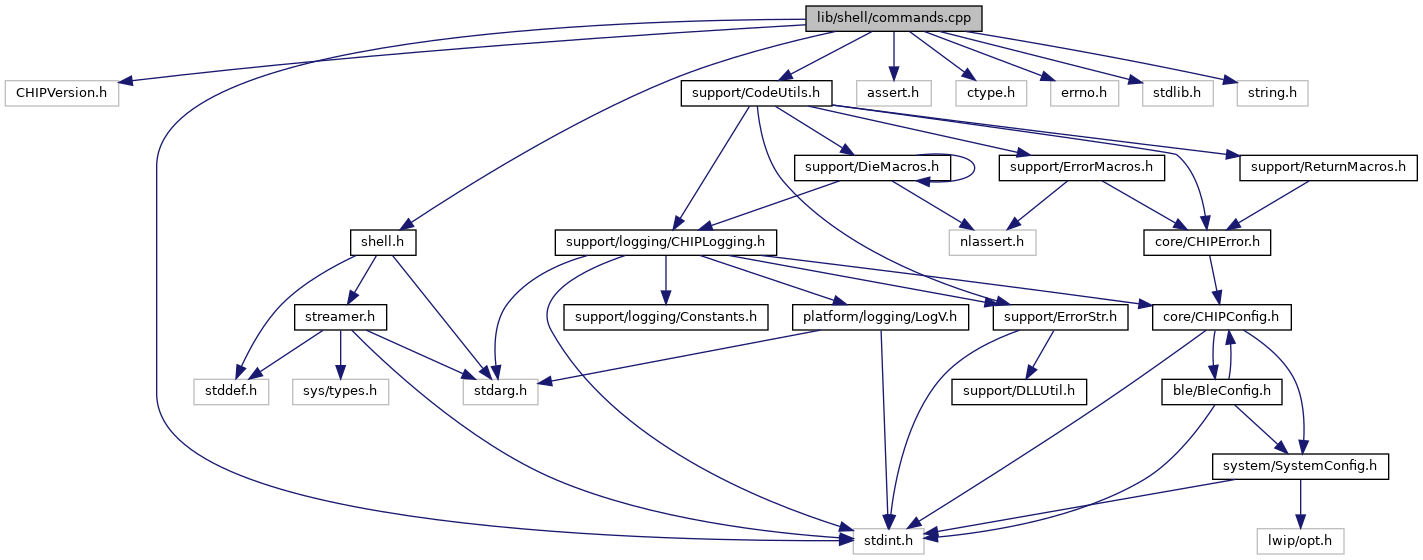 lib/shell/commands.cpp
CHIPVersion.h
support/CodeUtils.h
assert.h
ctype.h
errno.h
stdlib.h
string.h
support/DieMacros.h
support/ErrorMacros.h
support/ReturnMacros.h
shell.h
support/logging/CHIPLogging.h
nlassert.h
core/CHIPError.h
streamer.h
support/logging/Constants.h
platform/logging/LogV.h
support/ErrorStr.h
core/CHIPConfig.h
stddef.h
sys/types.h
stdarg.h
support/DLLUtil.h
ble/BleConfig.h
system/SystemConfig.h
stdint.h
lwip/opt.h